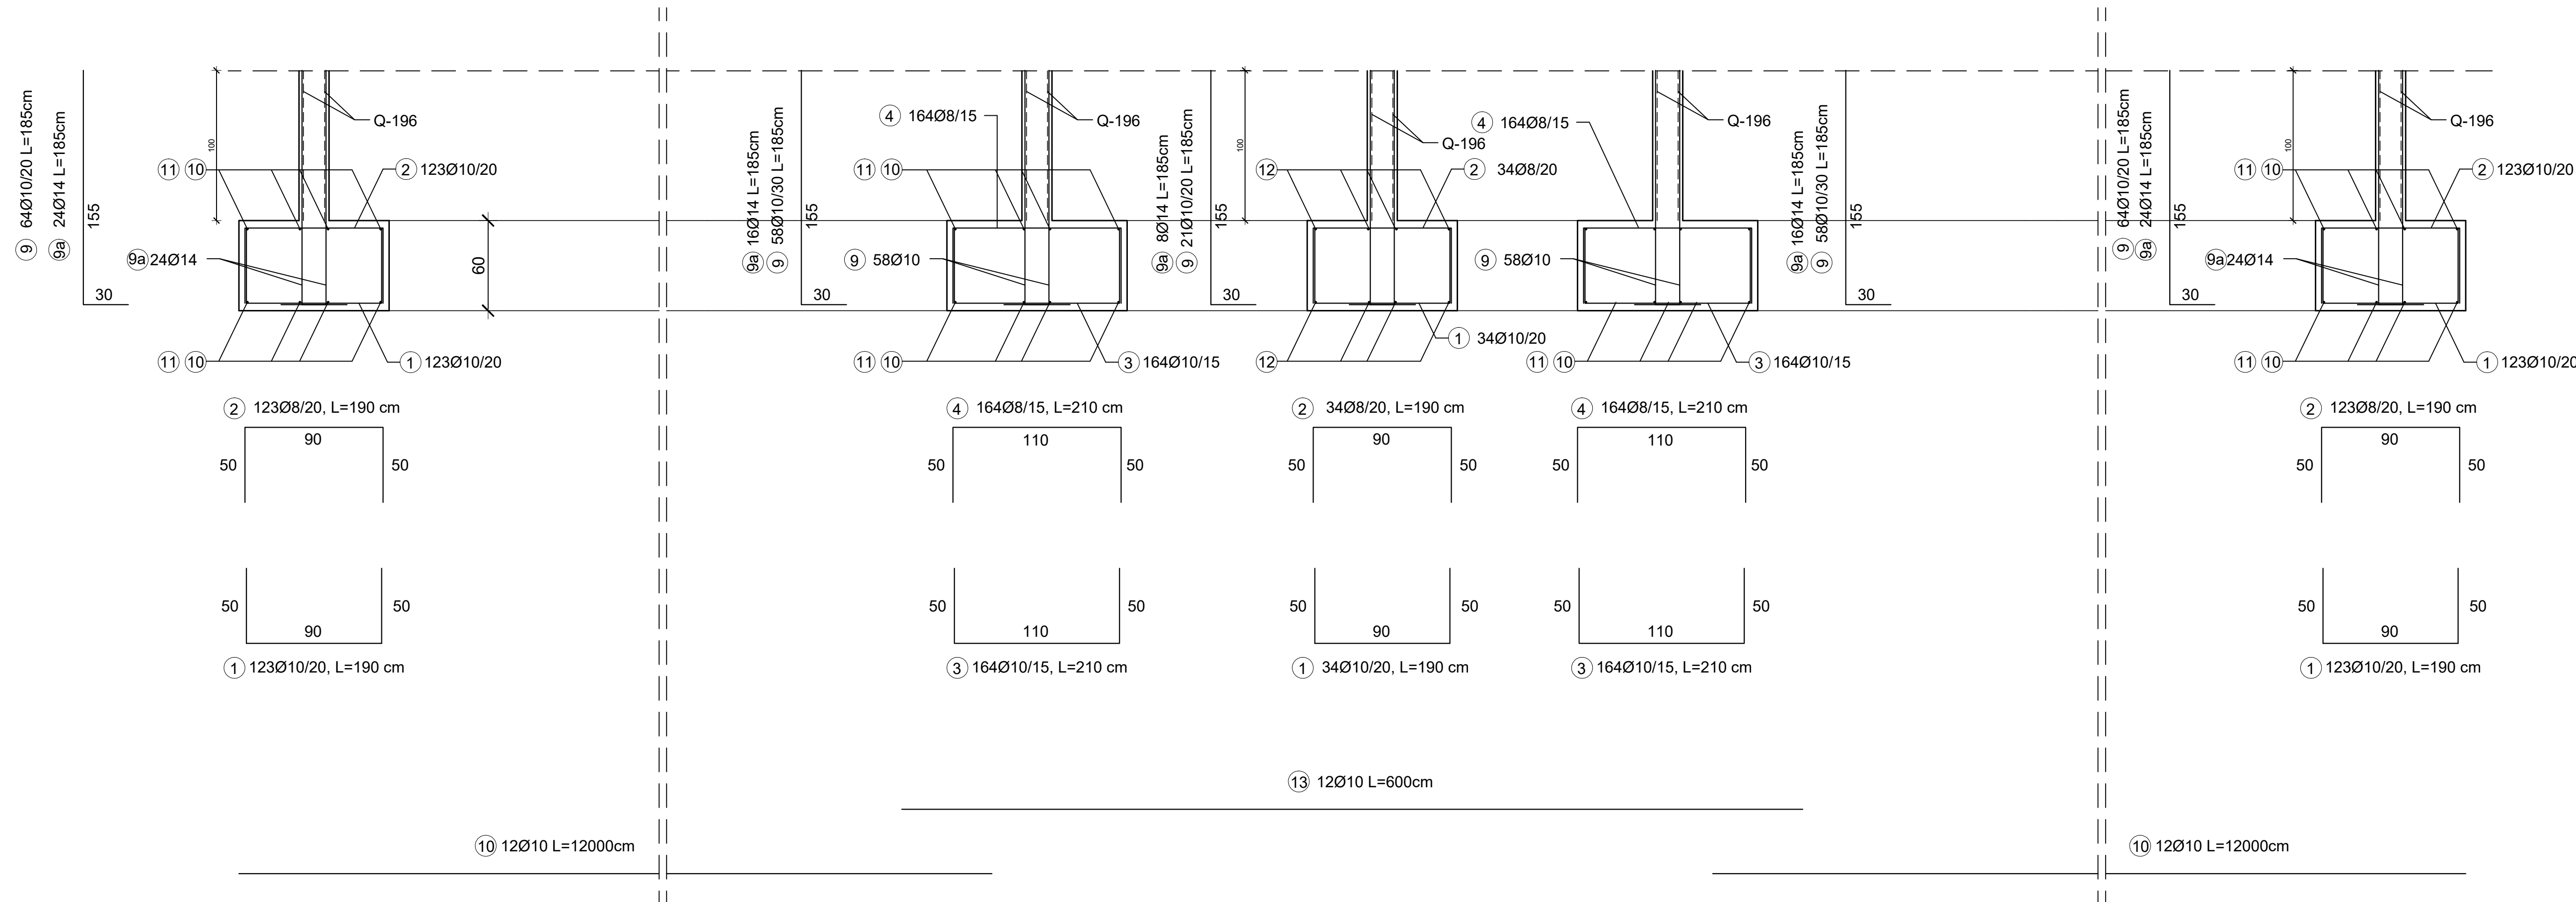 9 64Ø10/20 L=185cm
9a 24Ø14 L=185cm
155
30
100
Q-196
11 10
2 123Ø10/20
9a 24Ø14
60
11 10
1 123Ø10/20
2 123Ø8/20, L=190 cm
90
50 50
50 50
90
1 123Ø10/20, L=190 cm
9a 16Ø14 L=185cm
9 58Ø10/30 L=185cm
155
30
4 164Ø8/15
Q-196
11 10
9 58Ø10
11 10
3 164Ø10/15
4 164Ø8/15, L=210 cm
110
50 50
50 50
110
3 164Ø10/15, L=210 cm
9a 8Ø14 L=185cm
9 21Ø10/20 L=185cm
155
30
100
Q-196
12
2 34Ø8/20
12
1 34Ø10/20
2 34Ø8/20, L=190 cm
90
50 50
50 50
90
1 34Ø10/20, L=190 cm
4 164Ø8/15
Q-196
9 58Ø10
11 10
3 164Ø10/15
4 164Ø8/15, L=210 cm
110
50 50
50 50
110
3 164Ø10/15, L=210 cm
9a 16Ø14 L=185cm
9 58Ø10/30 L=185cm
155
30
9 64Ø10/20 L=185cm
9a 24Ø14 L=185cm
155
30
100
Q-196
11 10
2 123Ø10/20
9a 24Ø14
11 10
1 123Ø10/20
2 123Ø8/20, L=190 cm
90
50 50
50 50
90
1 123Ø10/20, L=190 cm
13 12Ø10 L=600cm
10 12Ø10 L=12000cm
10 12Ø10 L=12000cm